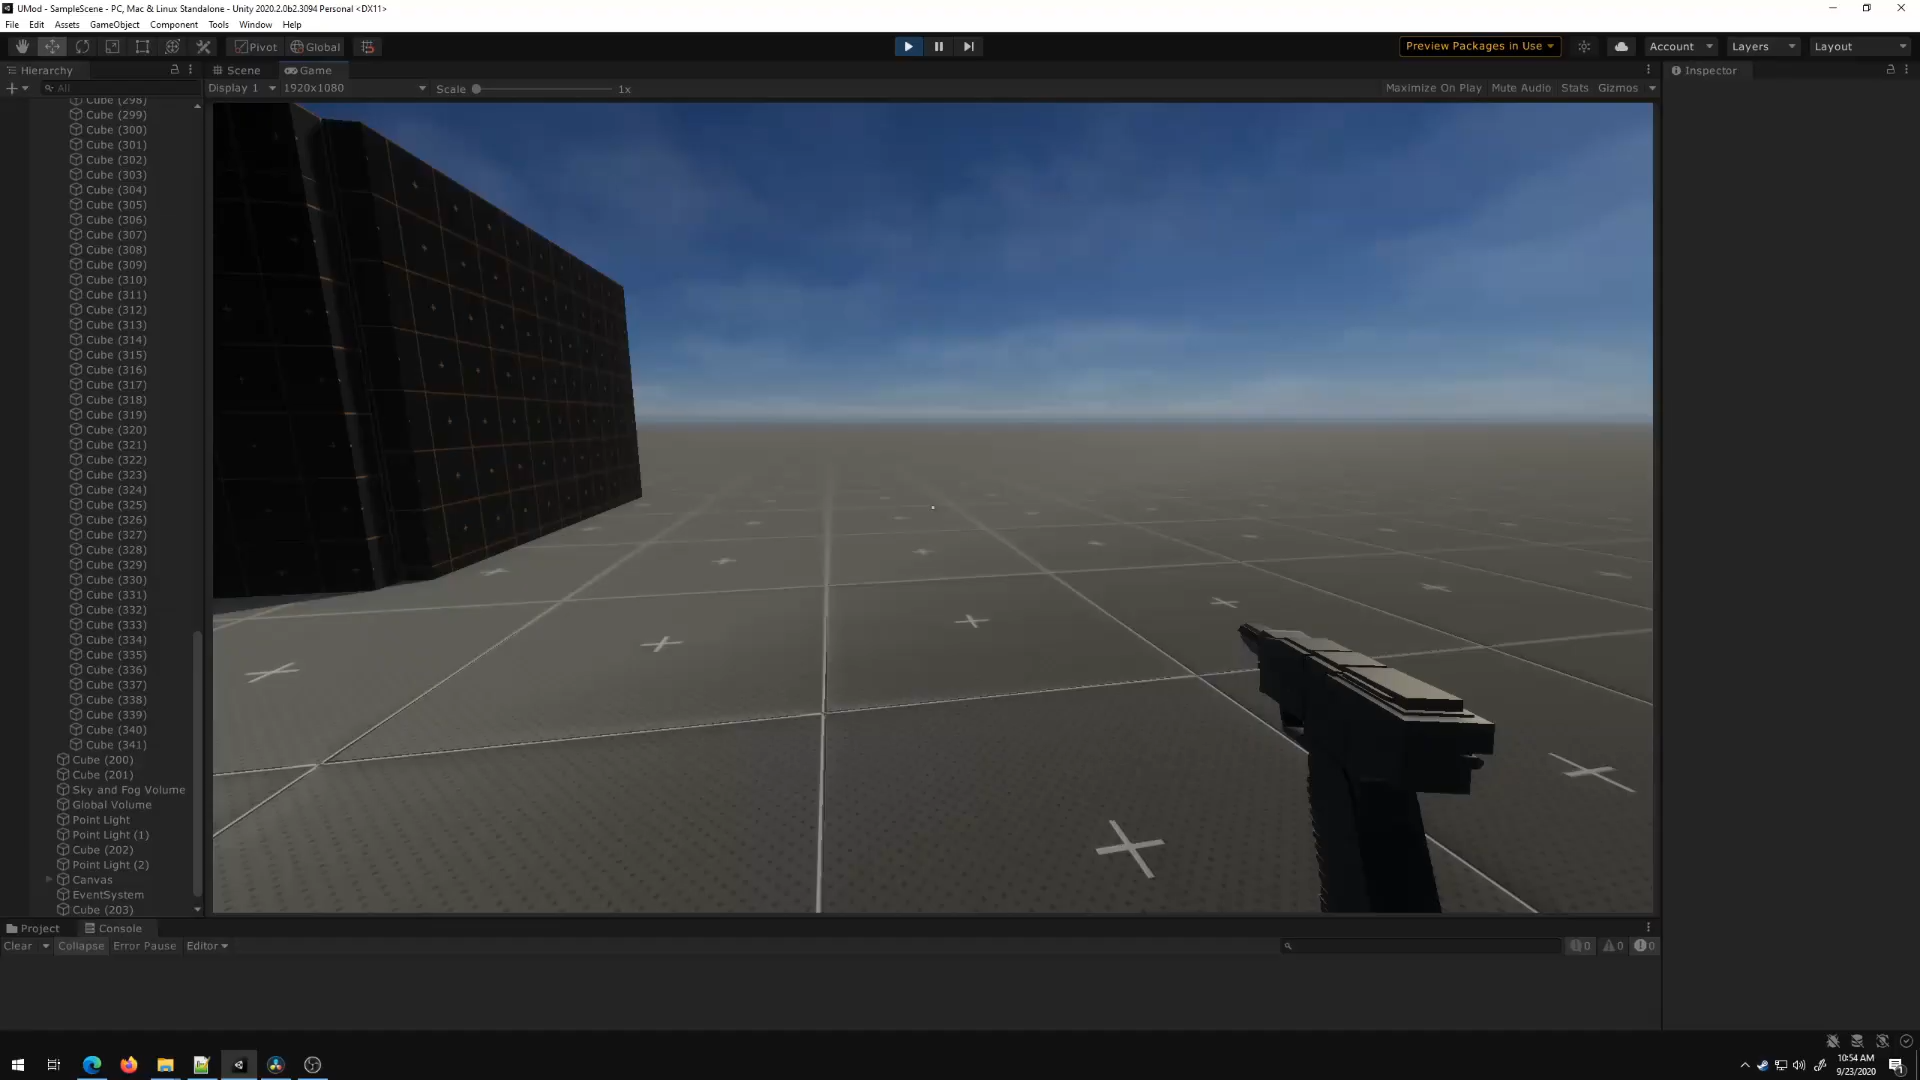 UMod - SampleScene - PC, Mac & Linux Standalone - Unity 2020.2.0b2.3094 Personal <DX11>
File Edit Assets GameObject Component Tools Window Help
Pivot Global Preview Packages in Use Account Layers Layout
Hierarchy Scene Game Inspector
All Display 1 1920x1080 Scale 1x Maximize On Play Mute Audio Stats Gizmos
Cube (298)
Cube (299)
Cube (300)
Cube (301)
Cube (302)
Cube (303)
Cube (304)
Cube (305)
Cube (306)
Cube (307)
Cube (308)
Cube (309)
Cube (310)
Cube (311)
Cube (312)
Cube (313)
Cube (314)
Cube (315)
Cube (316)
Cube (317)
Cube (318)
Cube (319)
Cube (320)
Cube (321)
Cube (322)
Cube (323)
Cube (324)
Cube (325)
Cube (326)
Cube (327)
Cube (328)
Cube (329)
Cube (330)
Cube (331)
Cube (332)
Cube (333)
Cube (334)
Cube (335)
Cube (336)
Cube (337)
Cube (338)
Cube (339)
Cube (340)
Cube (341)
Cube (200)
Cube (201)
Sky and Fog Volume
Global Volume
Point Light
Point Light (1)
Cube (202)
Point Light (2)
Canvas
EventSystem
Cube (203)
Project Console
Clear Collapse Error Pause Editor 0 0 0
10:54 AM
9/23/2020